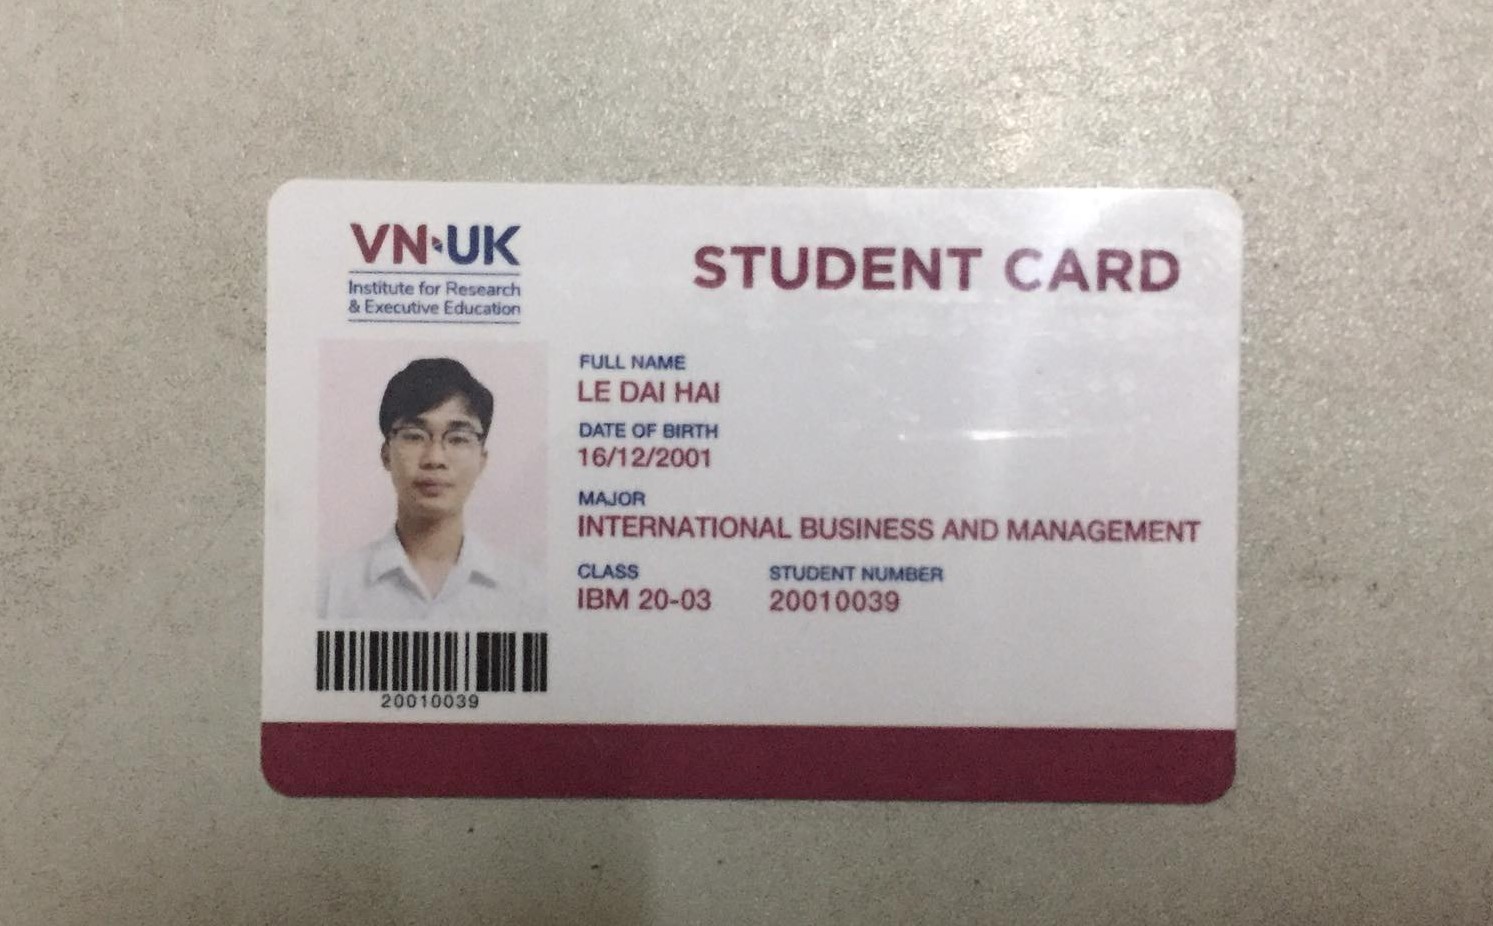 VN UK
Institute for Research
& Executive Education
STUDENT CARD
FULL NAME
LE DAI HAI
DATE OF BIRTH
16/12/2001
MAJOR
INTERNATIONAL BUSINESS AND MANAGEMENT
CLASS STUDENT NUMBER
IBM 20-03 20010039
20010039